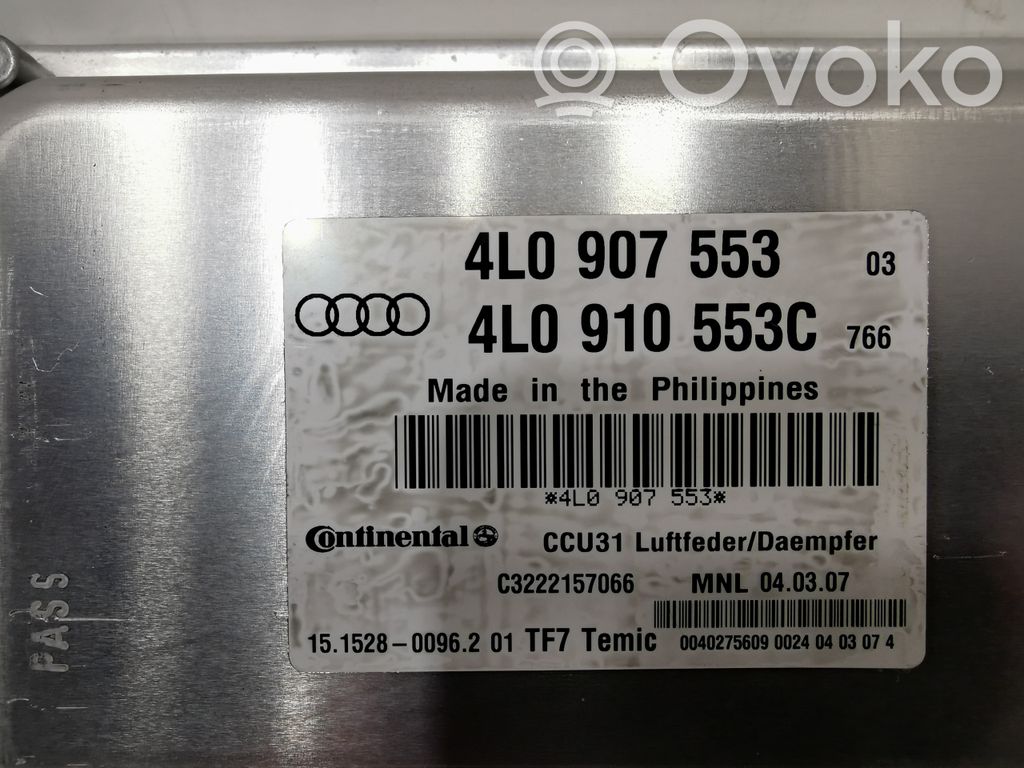 Ovoko
4L0 907 553 03
4L0 910 553C 766
Made in the Philippines
*4L0 907 553*
Continental CCU31 Luftfeder/Daempfer
C3222157066 MNL 04.03.07
15.1528-0096.2 01 TF7 Temic 0040275609 0024 04 03 07 4
PASS